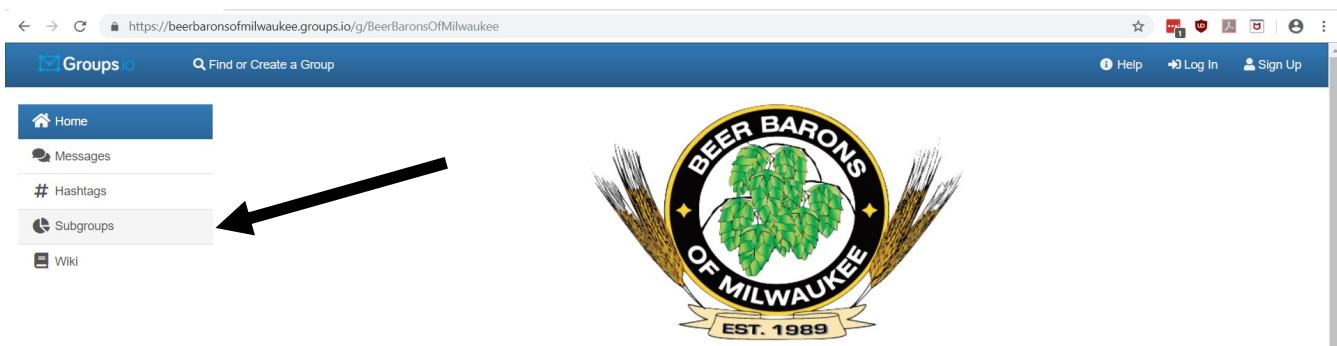 https://beerbaronsofmilwaukee.groups.io/g/BeerBaronsOfMilwaukee
1
Groups.io Find or Create a Group Help Log In Sign Up
Home
Messages
# Hashtags
Subgroups
Wiki
BEER BARONS
OF MILWAUKEE
EST. 1989